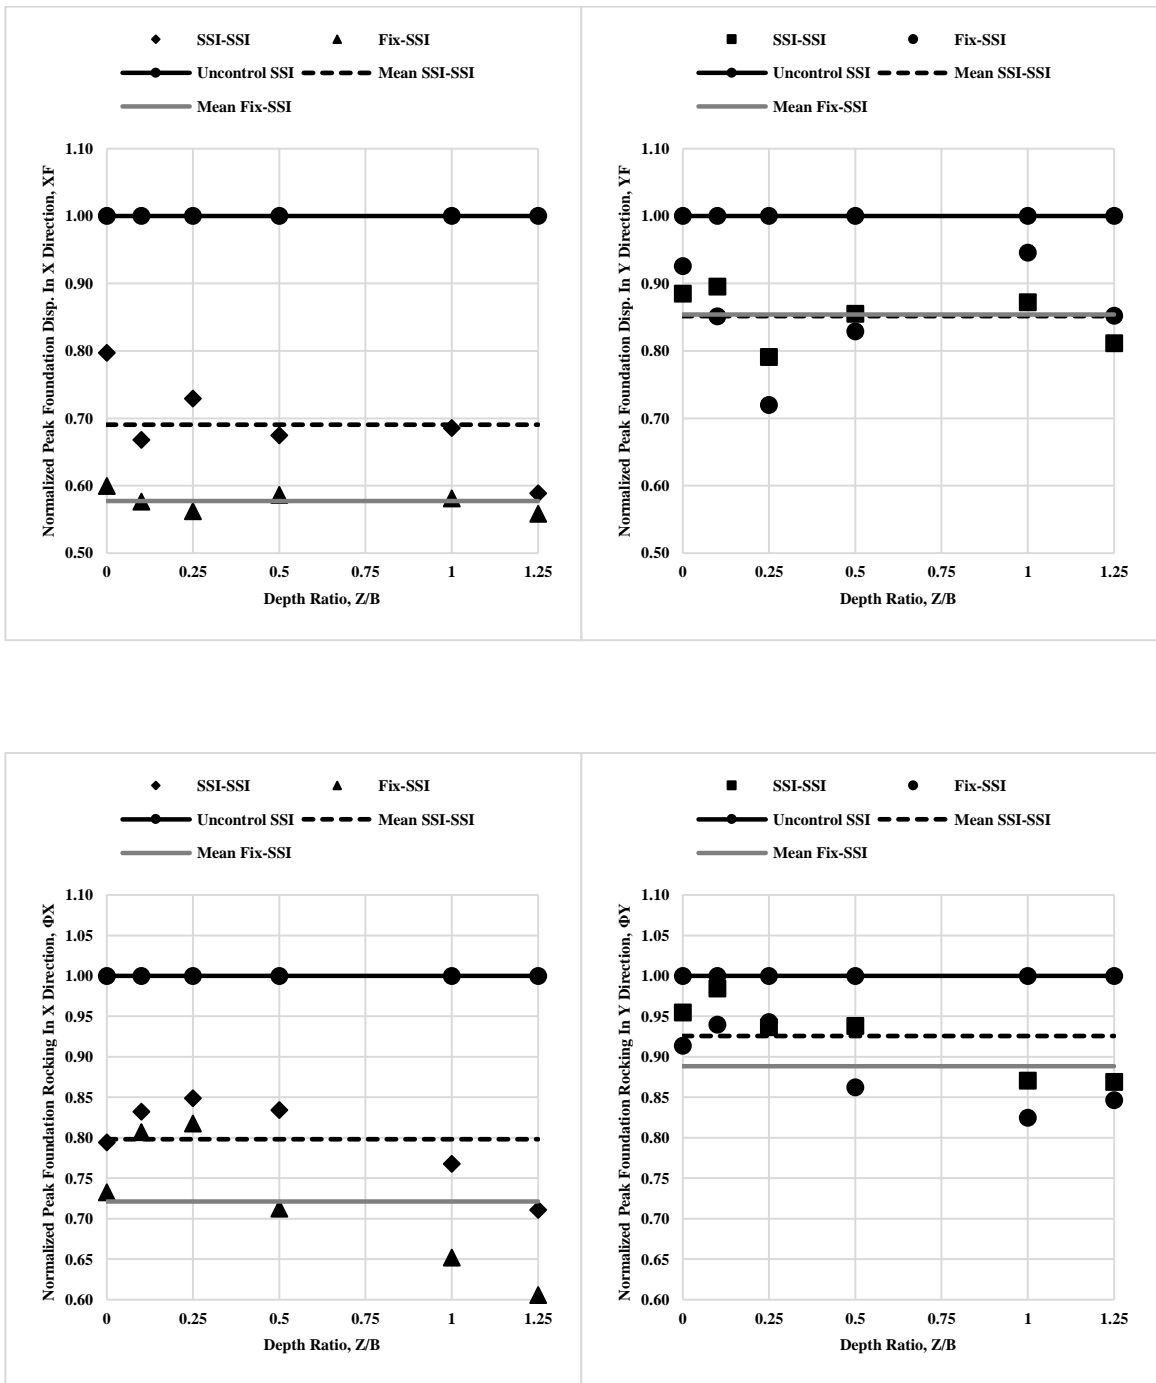 SSI-SSI Fix-SSI
Uncontrol SSI Mean SSI-SSI
Mean Fix-SSI
Normalized Peak Foundation Disp. In X Direction, XF
1.10
1.00
0.90
0.80
0.70
0.60
0.50
0 0.25 0.5 0.75 1 1.25
Depth Ratio, Z/B
SSI-SSI Fix-SSI
Uncontrol SSI Mean SSI-SSI
Mean Fix-SSI
Normalized Peak Foundation Disp. In Y Direction, YF
1.10
1.00
0.90
0.80
0.70
0.60
0.50
0 0.25 0.5 0.75 1 1.25
Depth Ratio, Z/B
SSI-SSI Fix-SSI
Uncontrol SSI Mean SSI-SSI
Mean Fix-SSI
Normalized Peak Foundation Rocking In X Direction, ΦX
1.10
1.05
1.00
0.95
0.90
0.85
0.80
0.75
0.70
0.65
0.60
0 0.25 0.5 0.75 1 1.25
Depth Ratio, Z/B
SSI-SSI Fix-SSI
Uncontrol SSI Mean SSI-SSI
Mean Fix-SSI
Normalized Peak Foundation Rocking In Y Direction, ΦY
1.10
1.05
1.00
0.95
0.90
0.85
0.80
0.75
0.70
0.65
0.60
0 0.25 0.5 0.75 1 1.25
Depth Ratio, Z/B